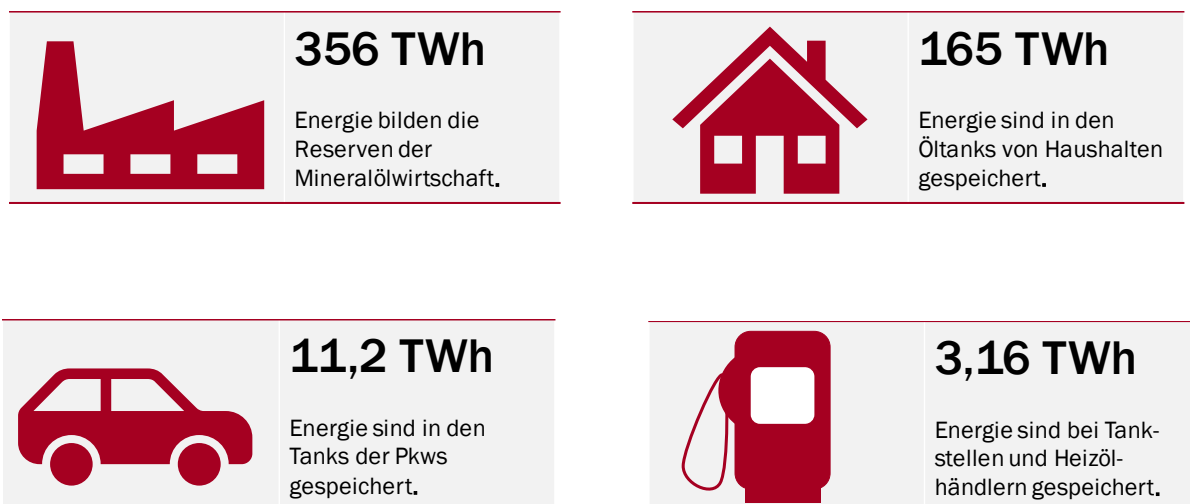 356 TWh
Energie bilden die
Reserven der
Mineralölwirtschaft.
165 TWh
Energie sind in den
Öltanks von Haushalten
gespeichert.
11,2 TWh
Energie sind in den
Tanks der Pkws
gespeichert.
3,16 TWh
Energie sind bei Tank-
stellen und Heizöl-
händlern gespeichert.